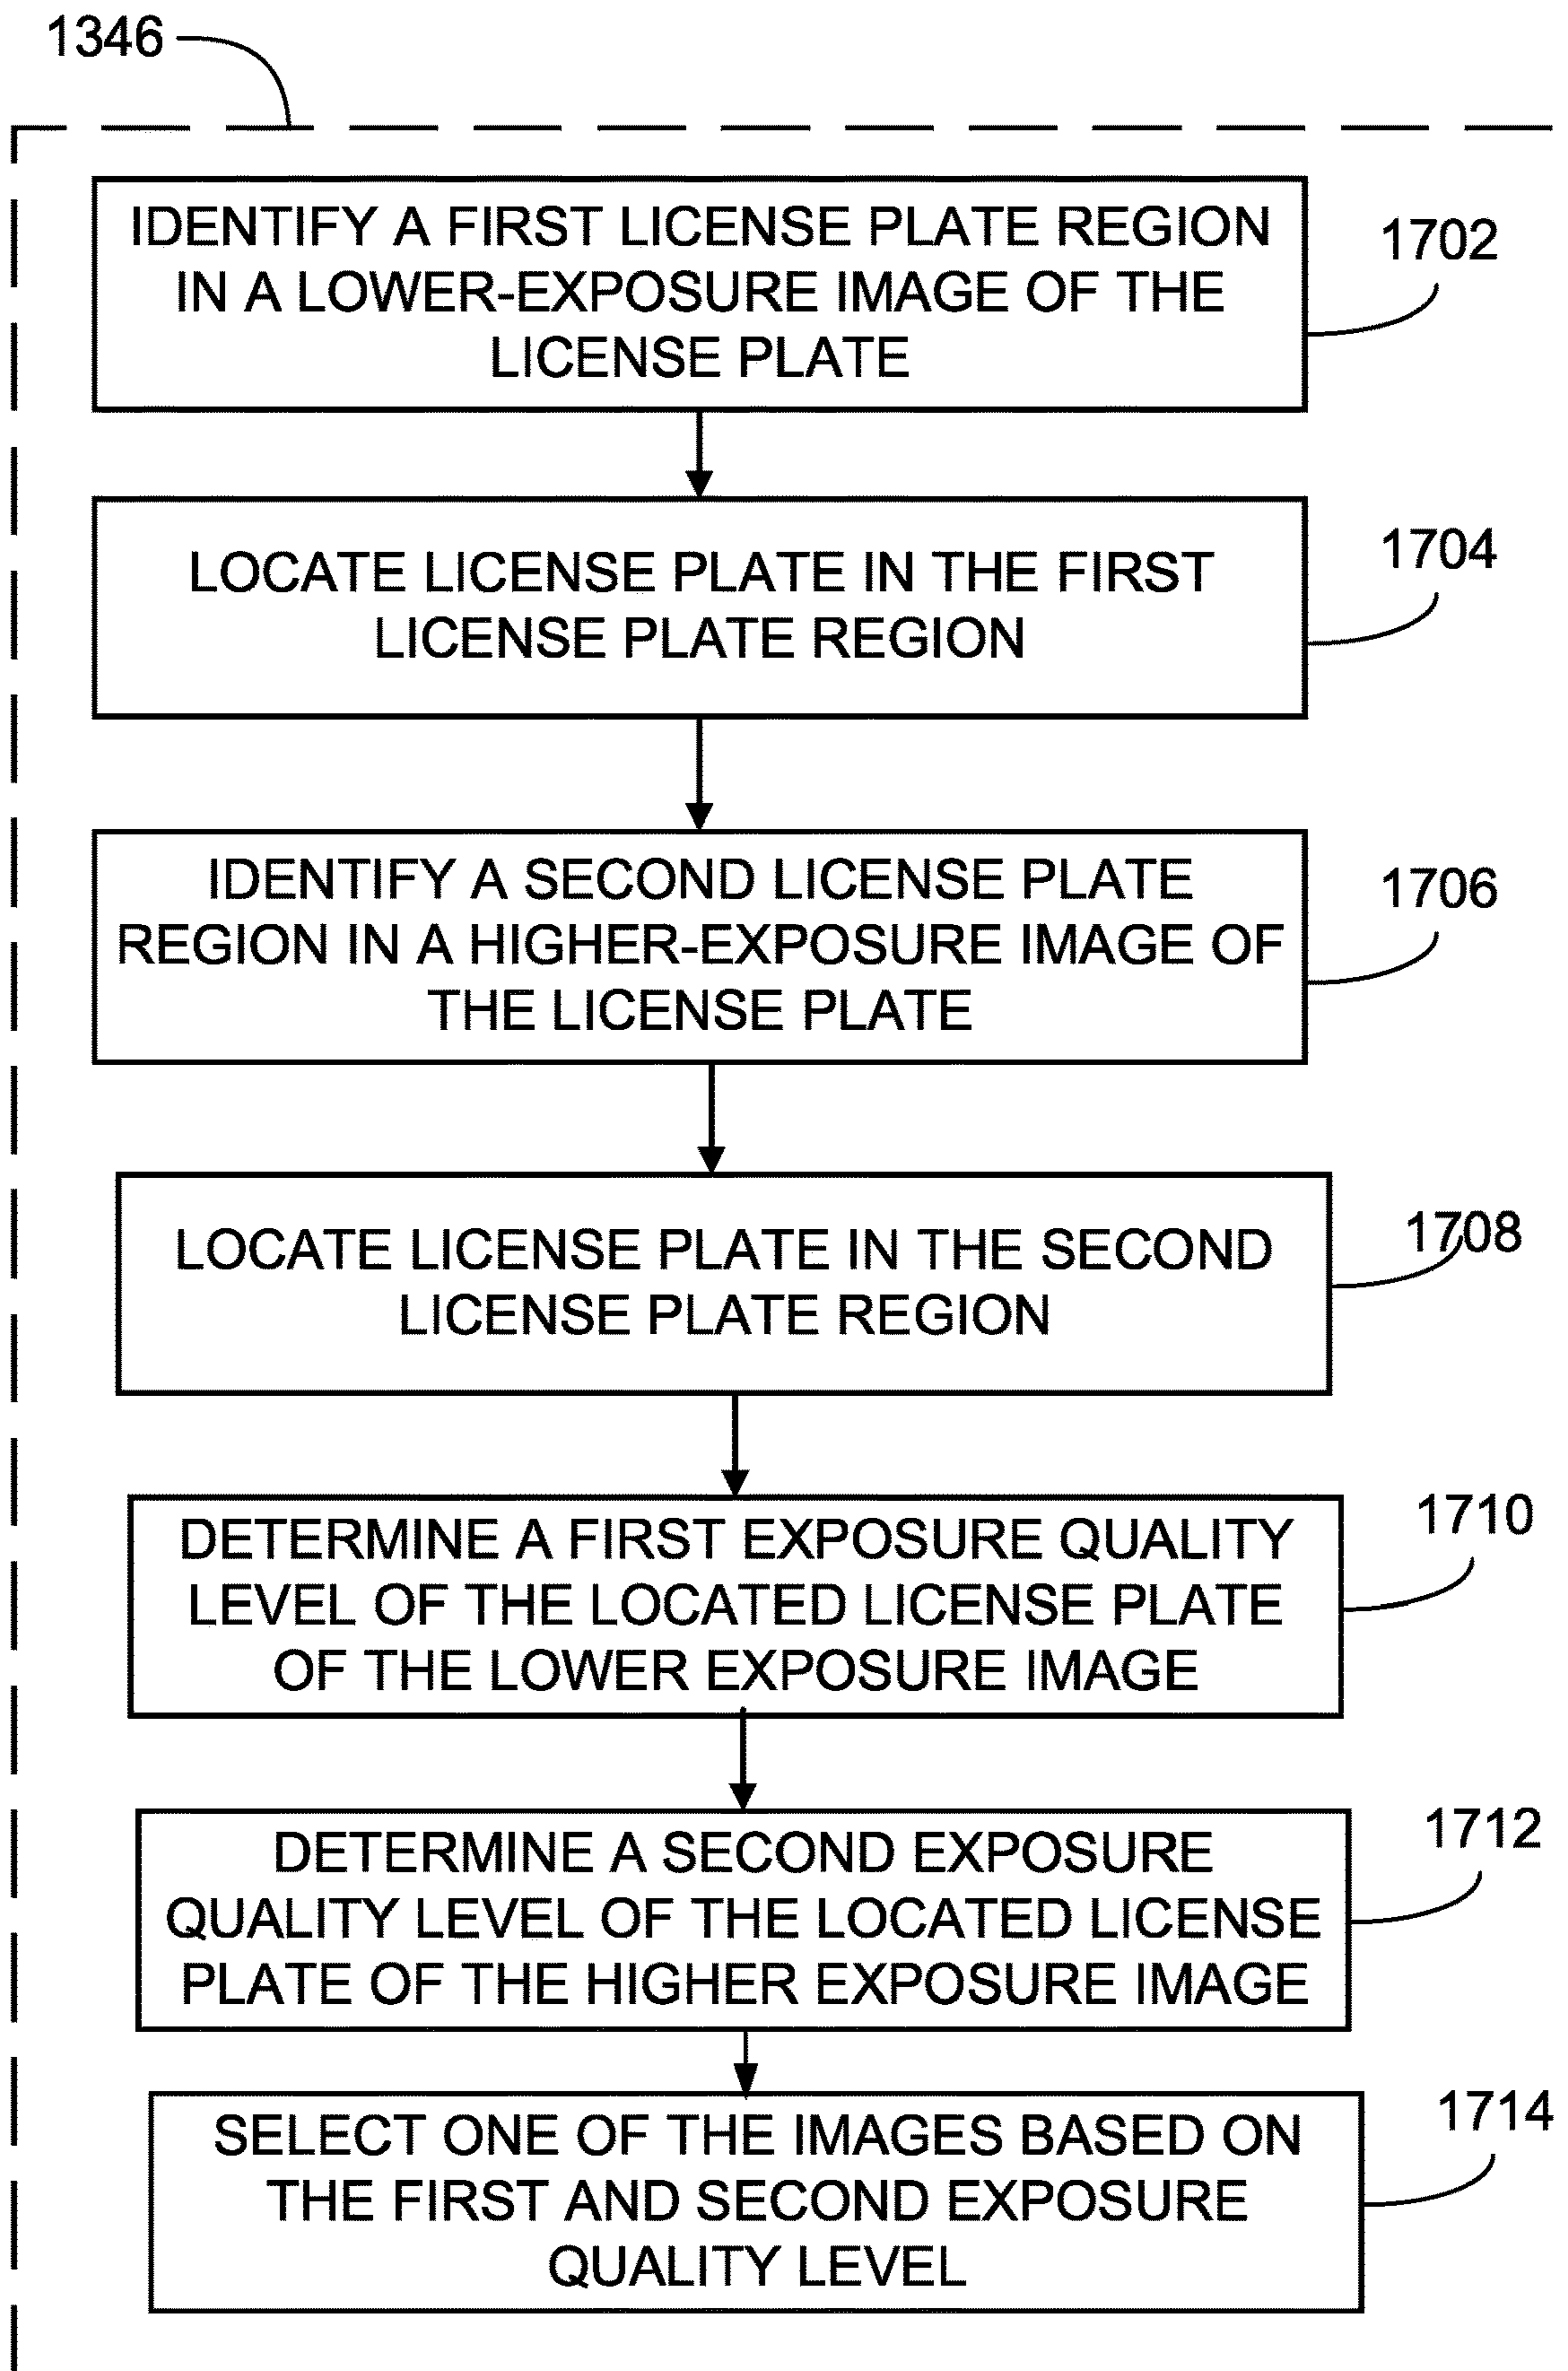 1346
IDENTIFY A FIRST LICENSE PLATE REGION
IN A LOWER-EXPOSURE IMAGE OF THE
LICENSE PLATE
1702
LOCATE LICENSE PLATE IN THE FIRST
LICENSE PLATE REGION
1704
IDENTIFY A SECOND LICENSE PLATE
REGION IN A HIGHER-EXPOSURE IMAGE OF
THE LICENSE PLATE
1706
LOCATE LICENSE PLATE IN THE SECOND
LICENSE PLATE REGION
1708
DETERMINE A FIRST EXPOSURE QUALITY
LEVEL OF THE LOCATED LICENSE PLATE
OF THE LOWER EXPOSURE IMAGE
1710
DETERMINE A SECOND EXPOSURE
QUALITY LEVEL OF THE LOCATED LICENSE
PLATE OF THE HIGHER EXPOSURE IMAGE
1712
SELECT ONE OF THE IMAGES BASED ON
THE FIRST AND SECOND EXPOSURE
QUALITY LEVEL
1714